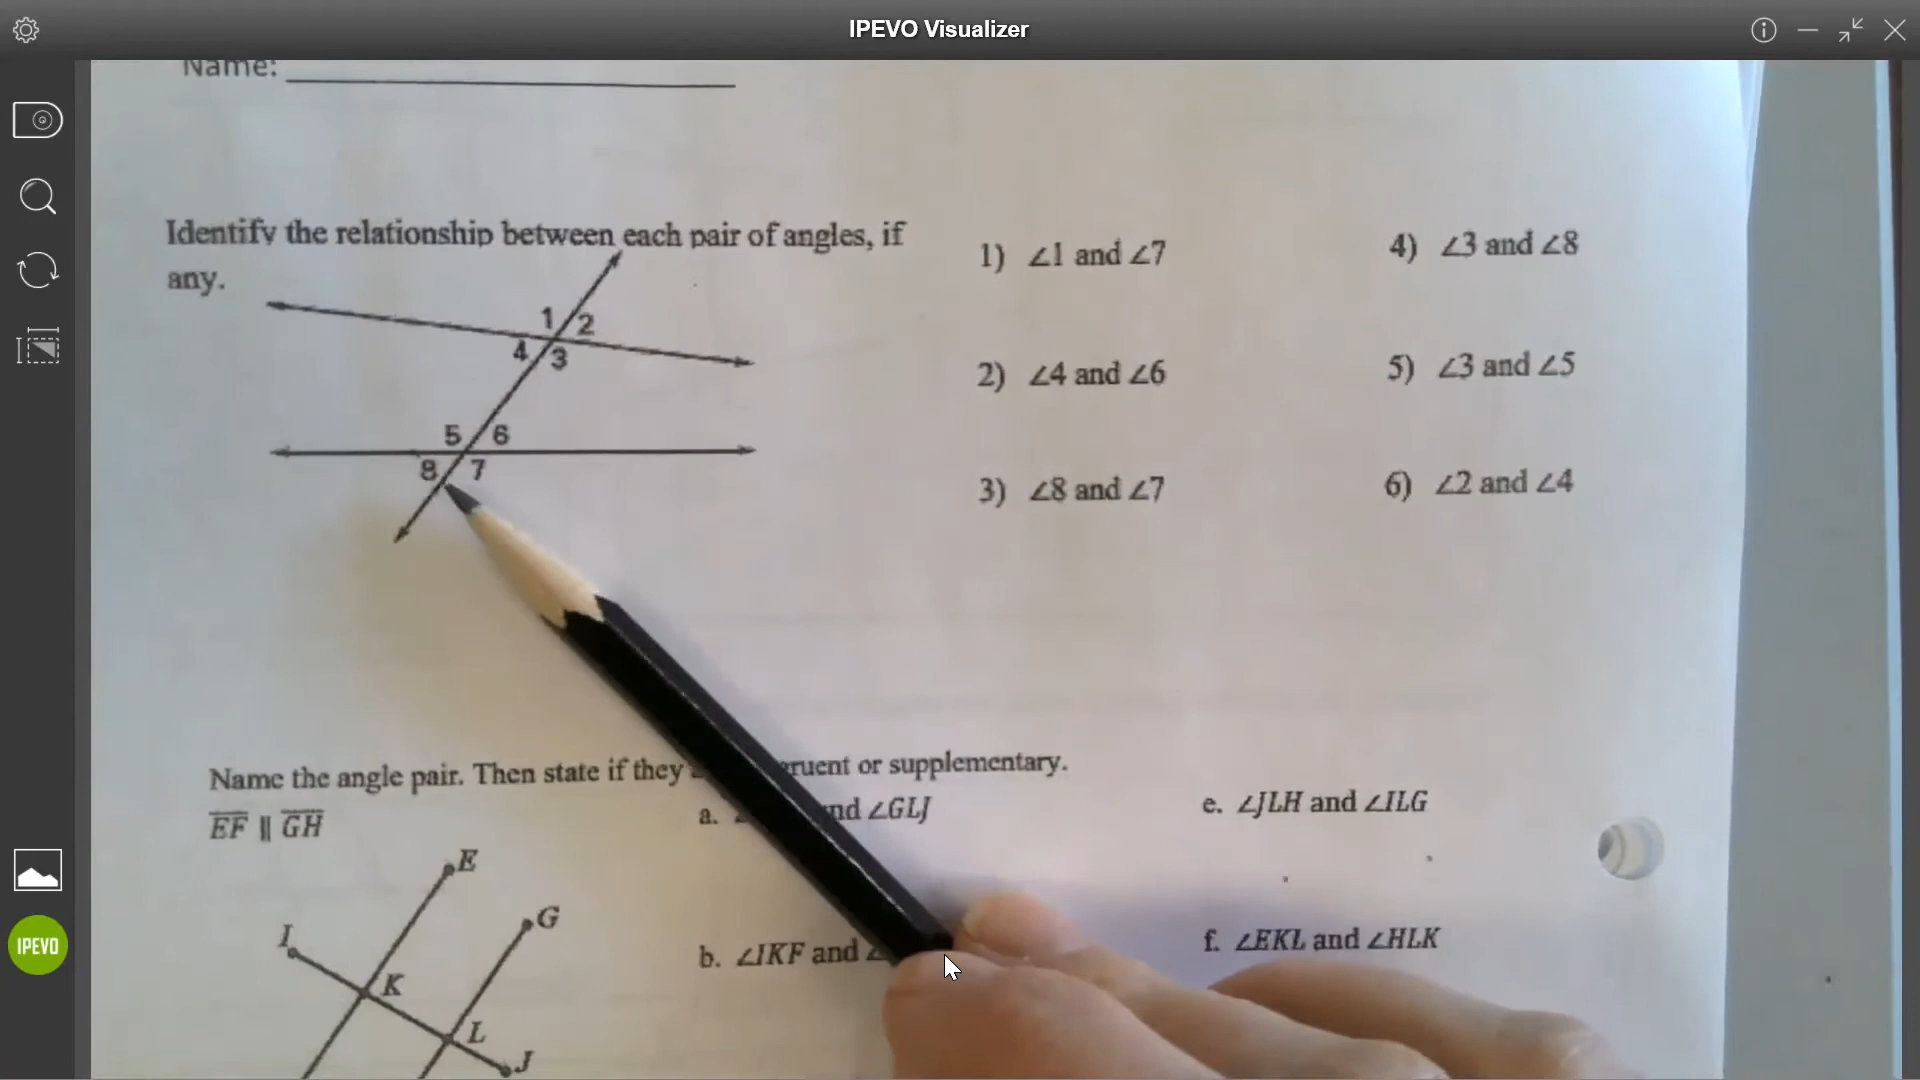 IPEVO Visualizer
Name:
Identify the relationship between each pair of angles, if
any.
1 2
4 3
5 6
8 7
1) ∠1 and ∠7
2) ∠4 and ∠6
3) ∠8 and ∠7
4) ∠3 and ∠8
5) ∠3 and ∠5
6) ∠2 and ∠4
Name the angle pair. Then state if they or supplementary.
EF ∥ GH
E
G
I
K
L
J
a. and ∠GLJ
b. ∠IKF and
e. ∠JLH and ∠ILG
f. ∠EKL and ∠HLK
IPEVO